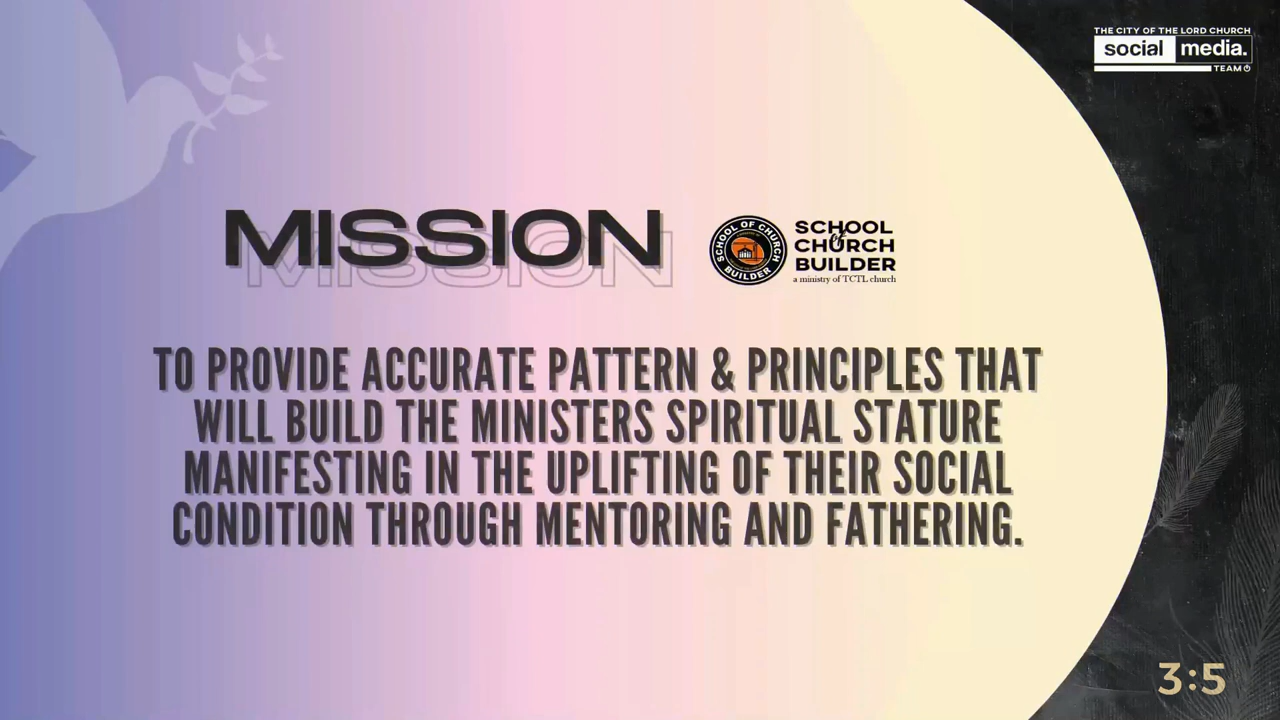 THE CITY OF THE LORD CHURCH
social media.
TEAM
MISSION
MISSION
SCHOOL OF CHURCH
BUILDER
SCHOOL
of
CHURCH
BUILDER
a ministry of TCTL church
TO PROVIDE ACCURATE PATTERN & PRINCIPLES THAT
WILL BUILD THE MINISTERS SPIRITUAL STATURE
MANIFESTING IN THE UPLIFTING OF THEIR SOCIAL
CONDITION THROUGH MENTORING AND FATHERING.
3:5